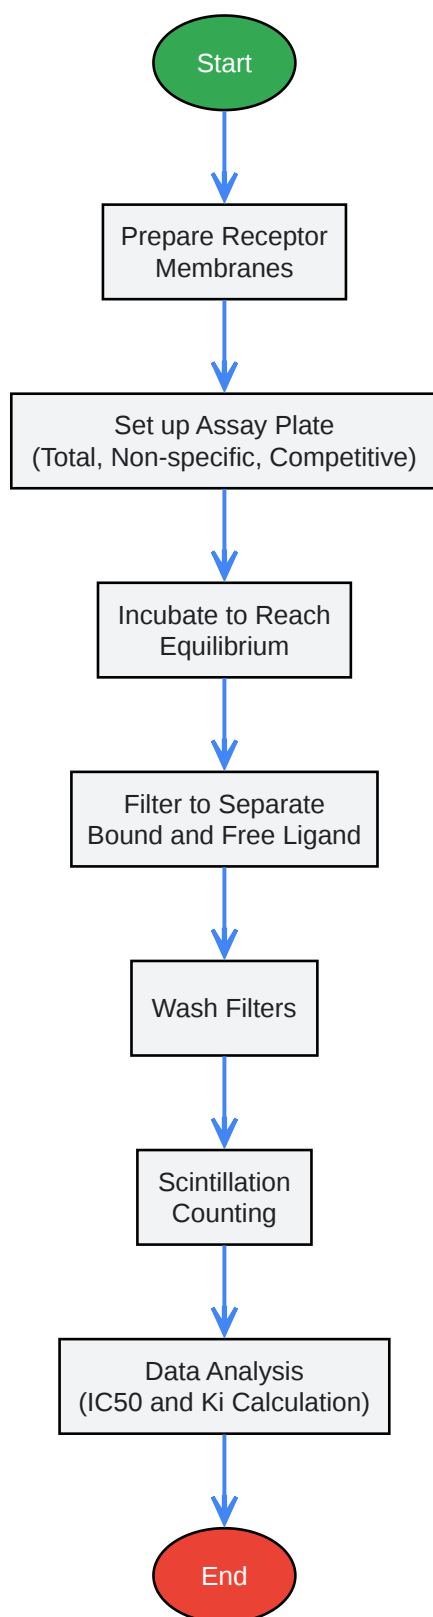 Start
Prepare Receptor
Membranes
Set up Assay Plate
(Total, Non-specific, Competitive)
Incubate to Reach
Equilibrium
Filter to Separate
Bound and Free Ligand
Wash Filters
Scintillation
Counting
Data Analysis
(IC50 and Ki Calculation)
End